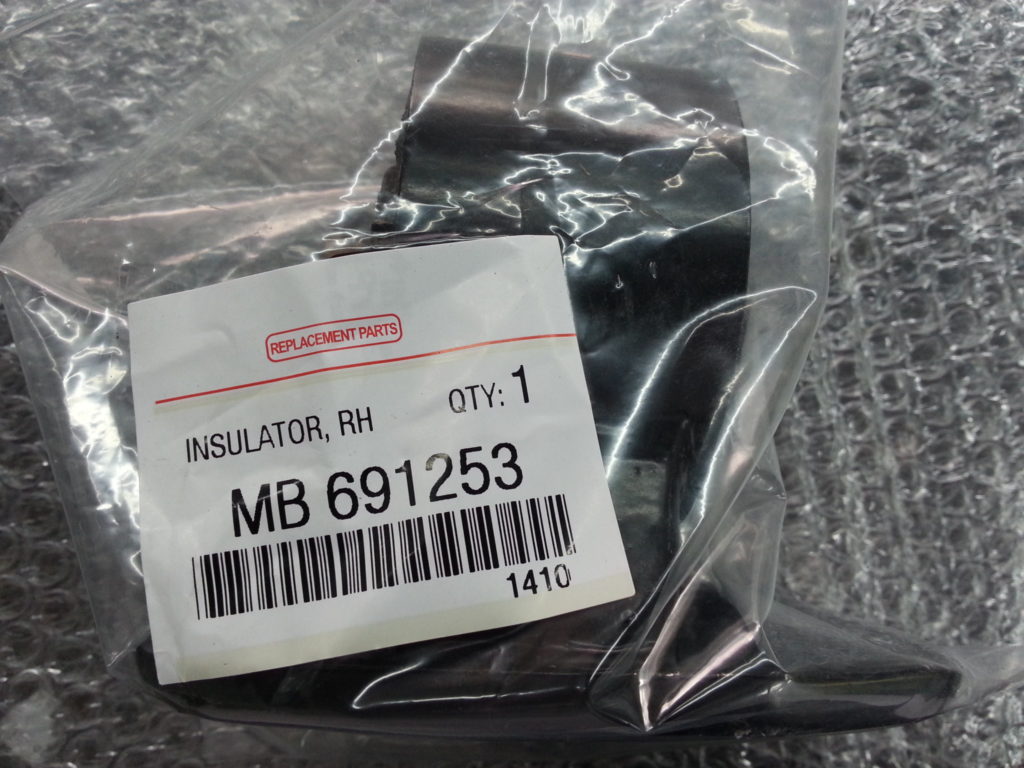 REPLACEMENT PARTS
INSULATOR, RH QTY: 1
MB 691253
1410